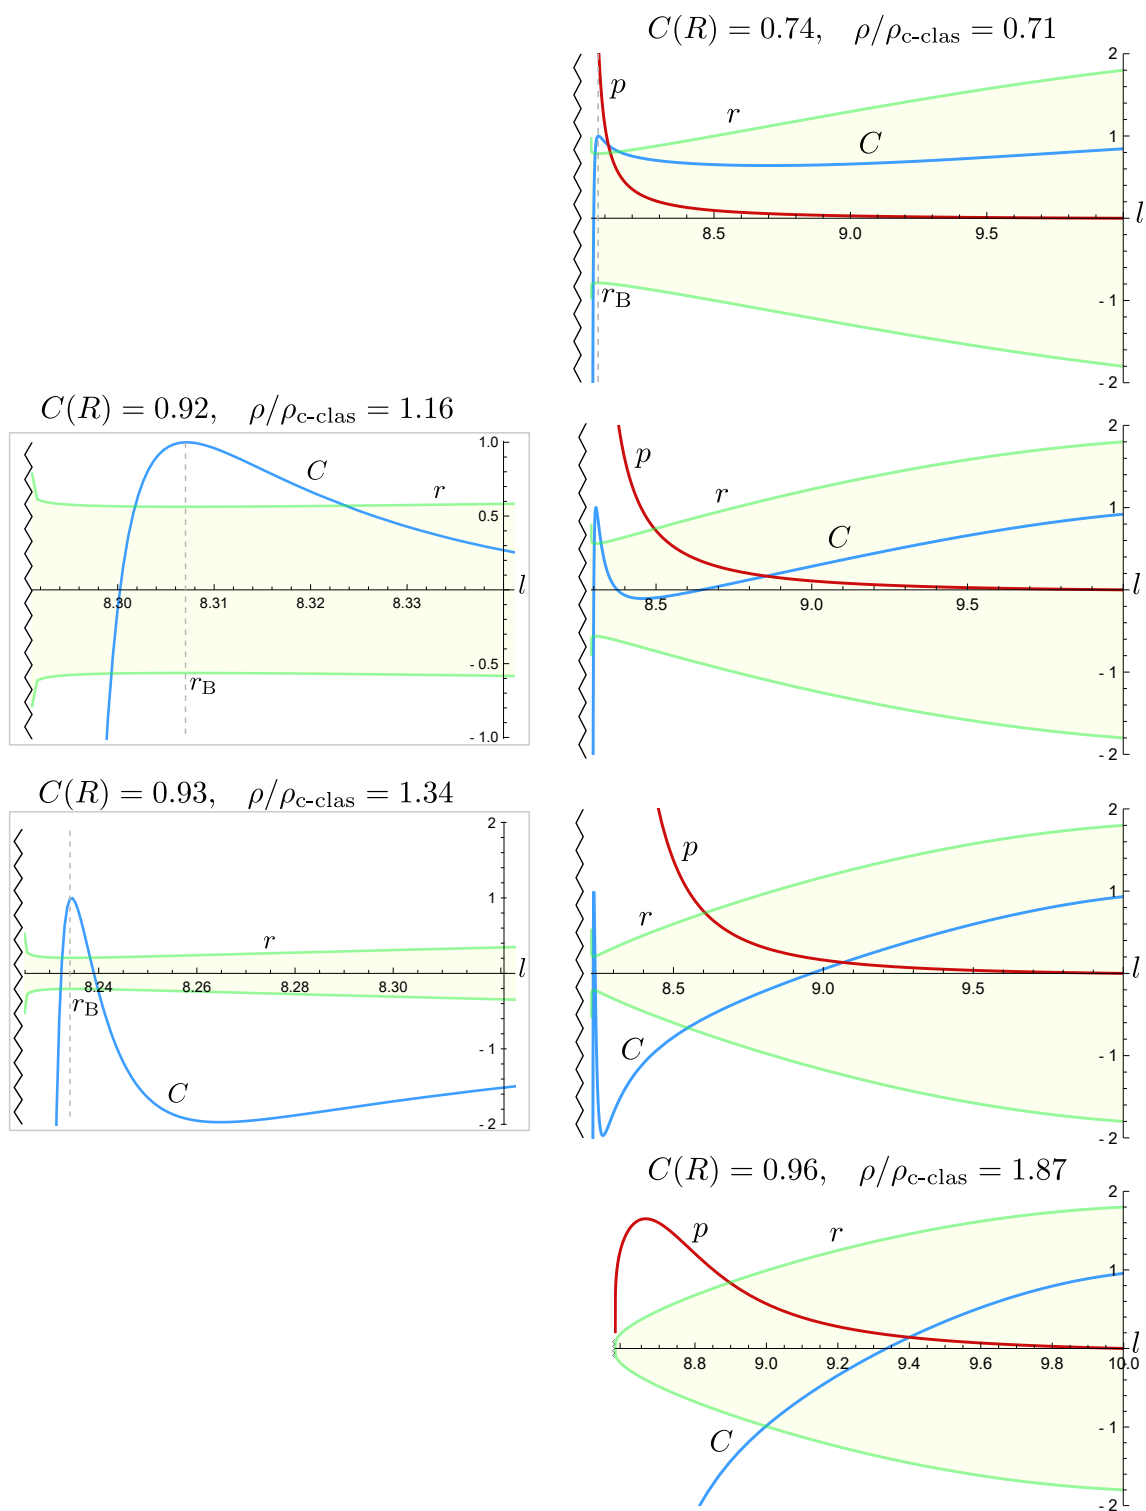 C(R) = 0.74, ρ/ρc-clas = 0.71
2
p
r
1
C
l
8.5 9.0 9.5
rB
- 1
- 2
C(R) = 0.92, ρ/ρc-clas = 1.16
1.0
C
r
0.5
l
8.30 8.31 8.32 8.33
- 0.5
rB
- 1.0
2
p
r
1
C
l
8.5 9.0 9.5
- 1
- 2
C(R) = 0.93, ρ/ρc-clas = 1.34
2
1
r
l
8.24 8.26 8.28 8.30
rB
- 1
C
- 2
2
p
r
1
l
8.5 9.0 9.5
C
- 1
- 2
C(R) = 0.96, ρ/ρc-clas = 1.87
2
p
r
1
l
8.8 9.0 9.2 9.4 9.6 9.8 10.0
C
- 1
- 2